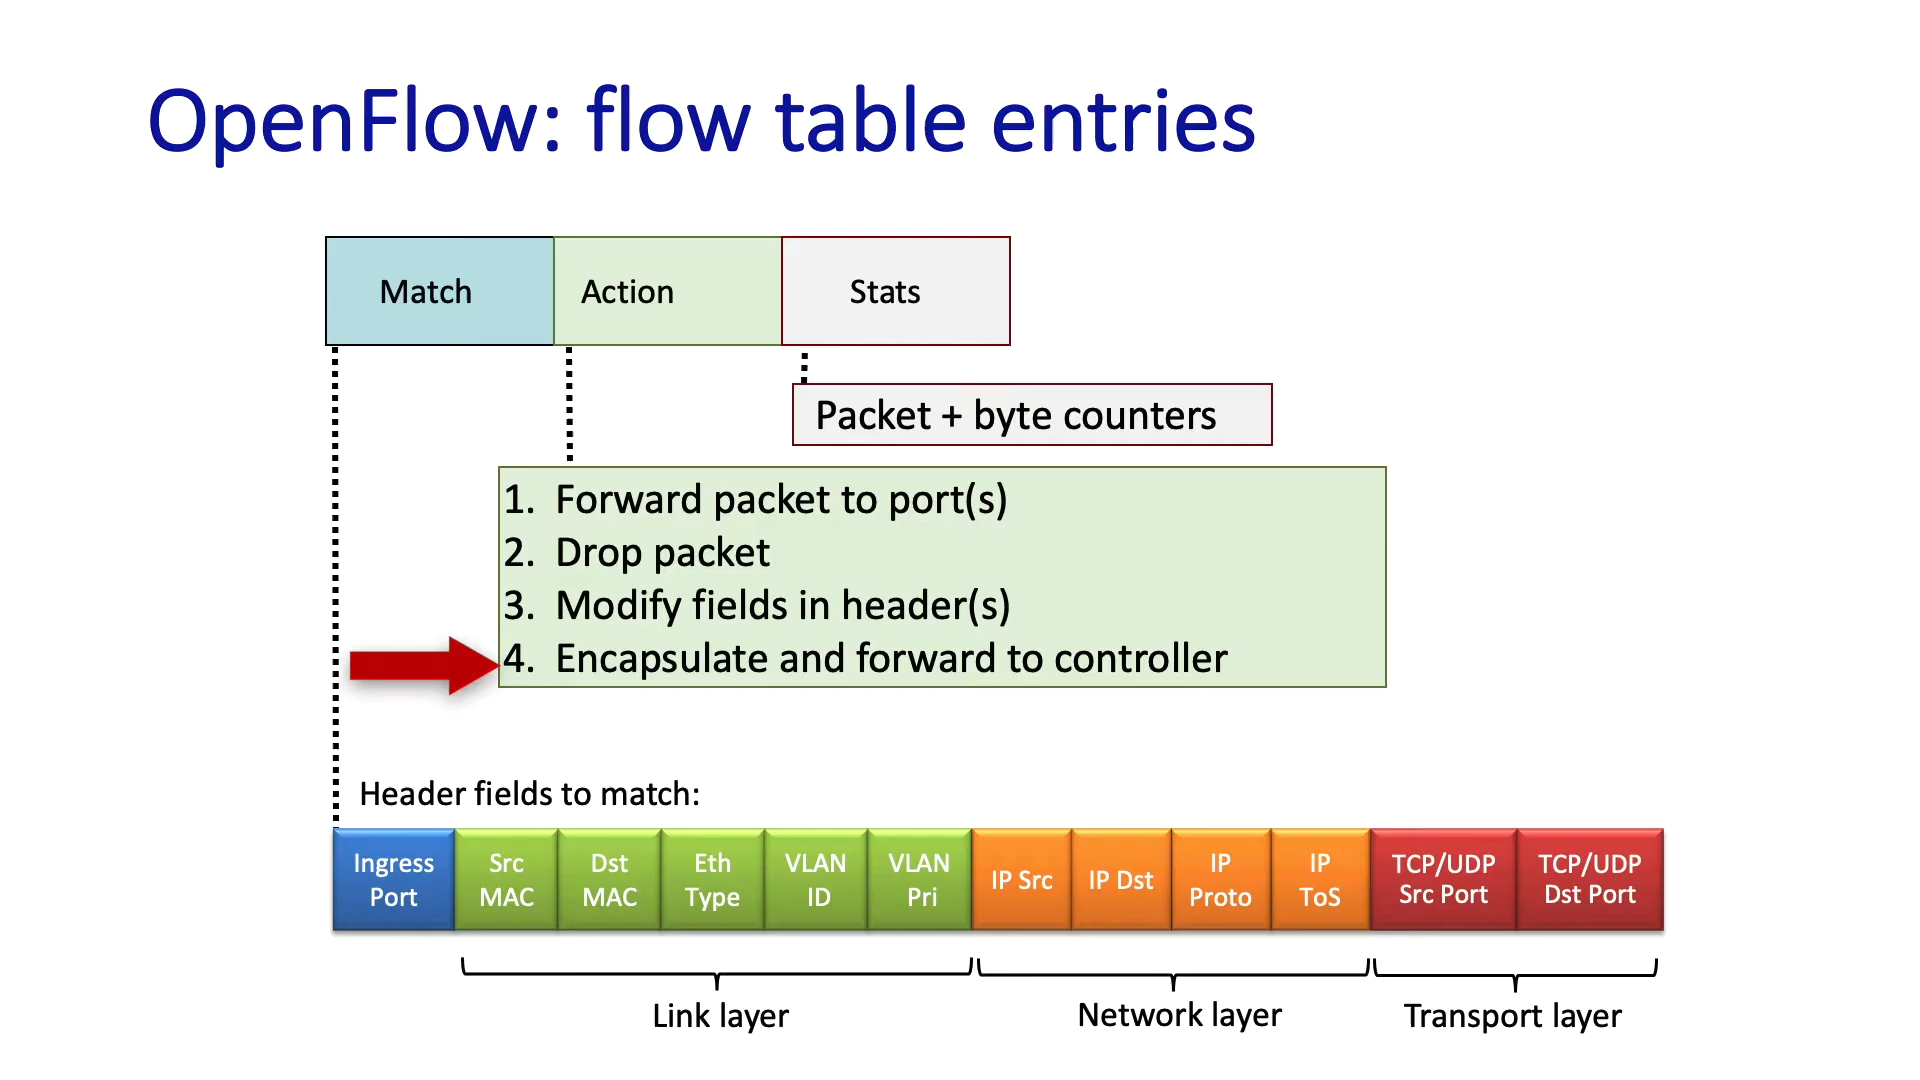 OpenFlow: flow table entries
Match
Action
Stats
Packet + byte counters
1. Forward packet to port(s)
2. Drop packet
3. Modify fields in header(s)
4. Encapsulate and forward to controller
Header fields to match:
Ingress
Port
Src
MAC
Dst
MAC
Eth
Type
VLAN
ID
VLAN
Pri
IP Src
IP Dst
IP
Proto
IP
ToS
TCP/UDP
Src Port
TCP/UDP
Dst Port
Link layer
Network layer
Transport layer